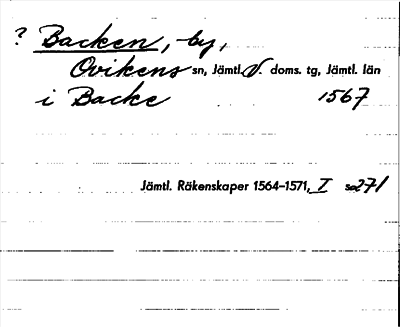 ? Backen, by,
Ovikens sn, Jämtl. V. doms. tg, Jämtl. län
i Backe 1567
Jämtl. Räkenskaper 1564-1571, I s. 271